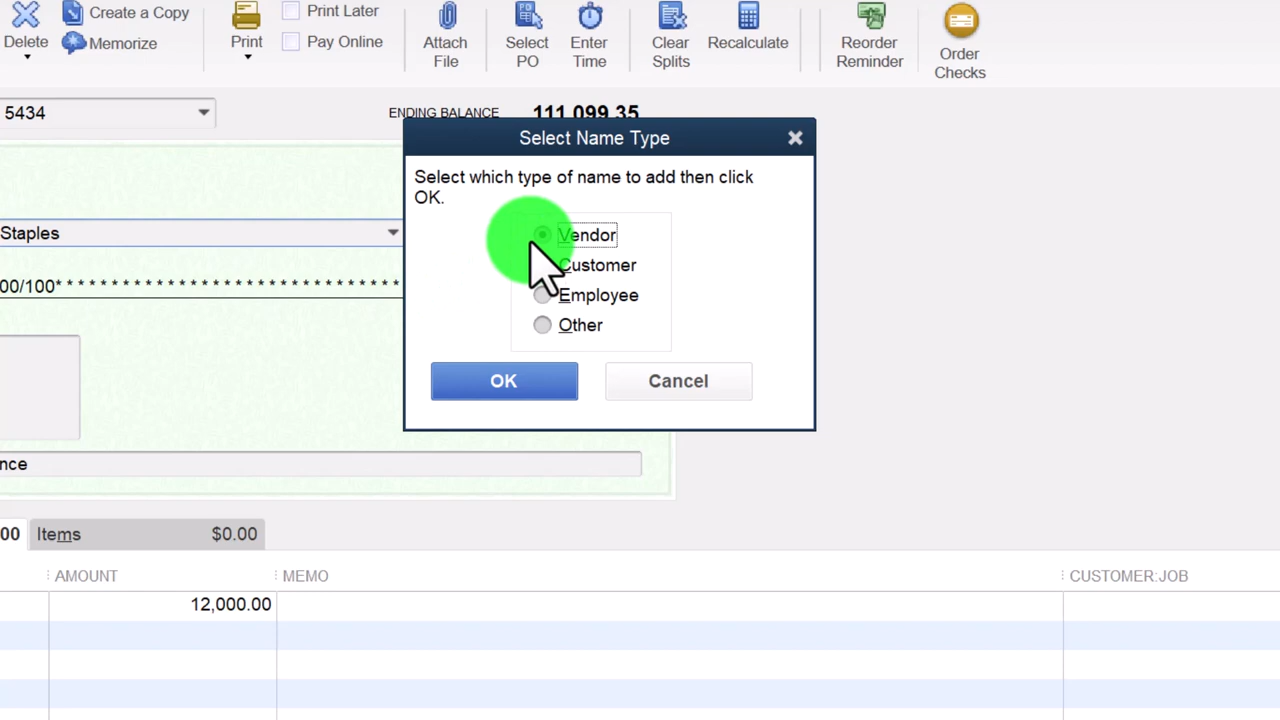 Create a Copy
Print Later
Delete
Memorize
Print
Pay Online
Attach
File
Select
PO
Enter
Time
Clear
Splits
Recalculate
Reorder
Reminder
Order
Checks
5434
ENDING BALANCE 111,099.35
Select Name Type
Select which type of name to add then click
OK.
Staples
Vendor
Customer
00/100* * * * * * * * * * * * * * * * * * * * * * * * * * *
Employee
Other
OK
Cancel
nce
00
Items $0.00
AMOUNT
MEMO
CUSTOMER:JOB
12,000.00